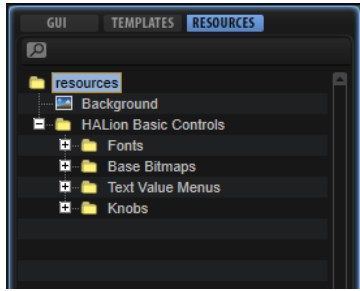 GUI TEMPLATES RESOURCES
resources
Background
HALion Basic Controls
Fonts
Base Bitmaps
Text Value Menus
Knobs